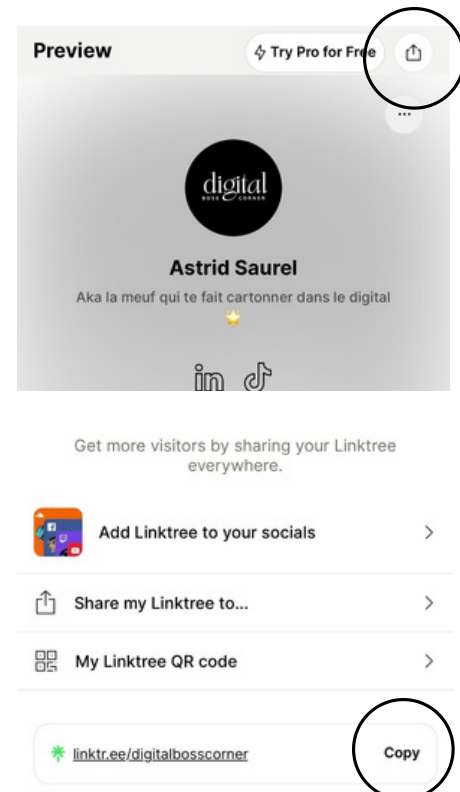 Preview
Try Pro for Free
digital
BOSS CORNER
Astrid Saurel
Aka la meuf qui te fait cartonner dans le digital
Get more visitors by sharing your Linktree
everywhere.
Add Linktree to your socials
Share my Linktree to...
My Linktree QR code
linktr.ee/digitalbosscorner
Copy